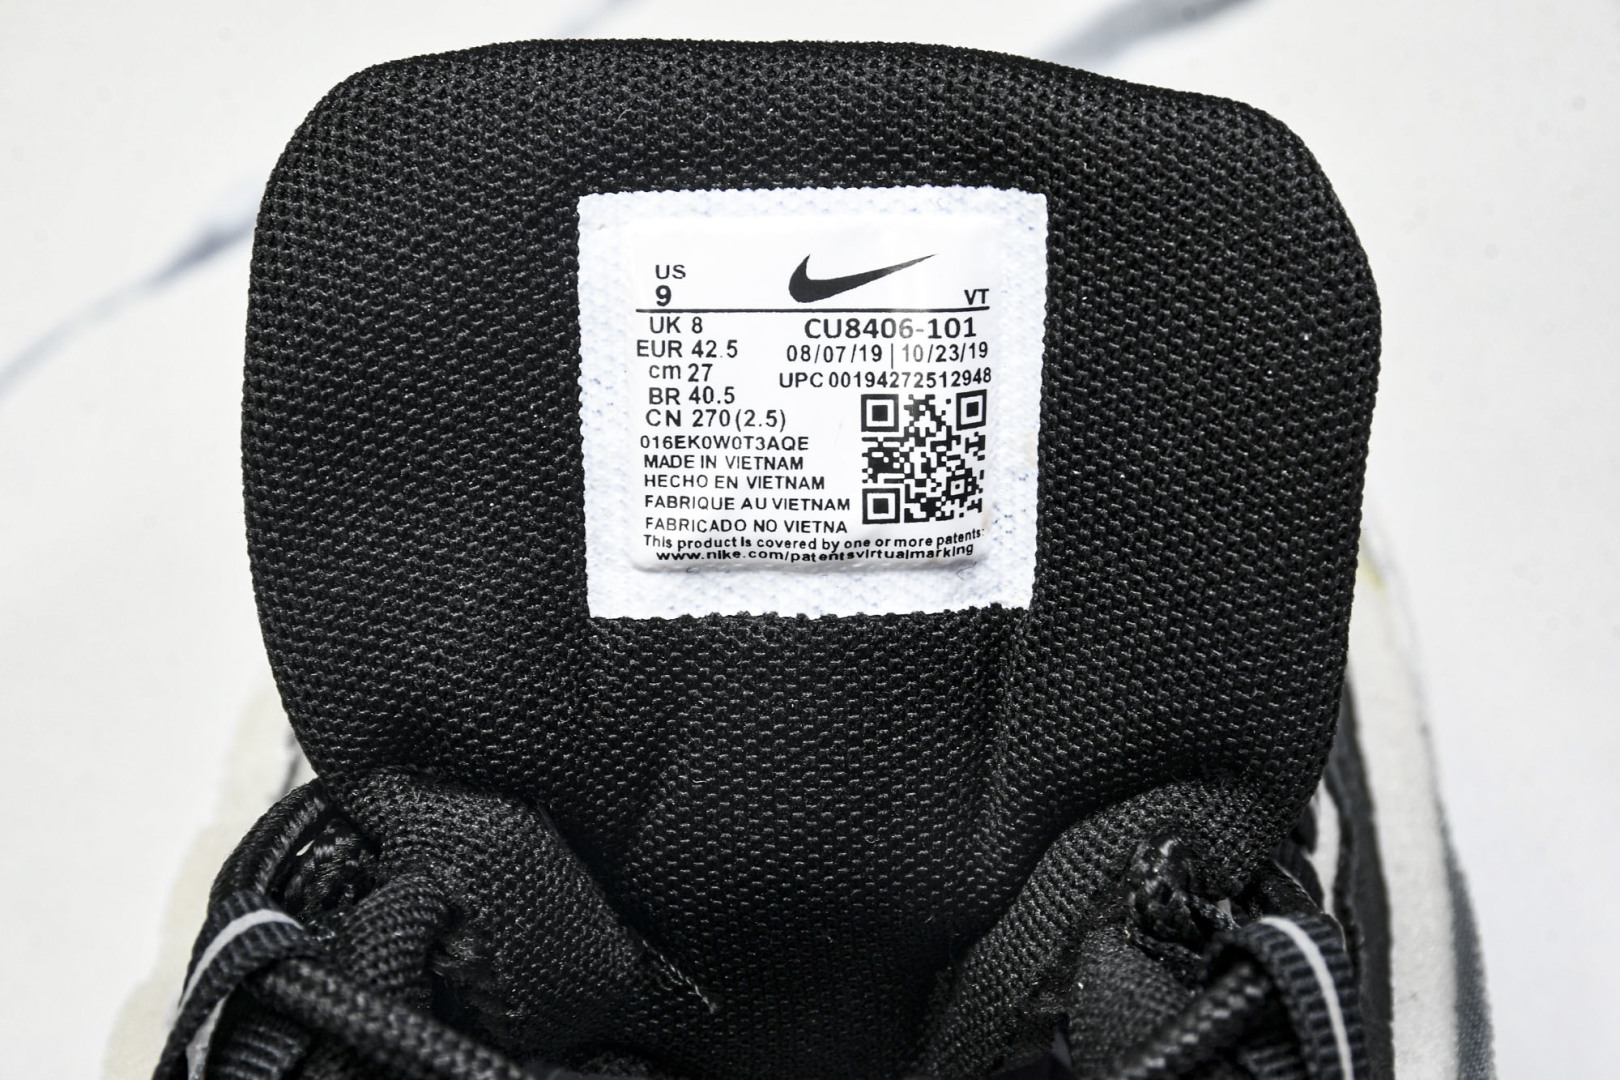 US
9
VT
UK 8
CU8406-101
EUR 42.5
08/07/19 | 10/23/19
cm 27
UPC 00194272512948
BR 40.5
CN 270(2.5)
016EK0W0T3AQE
MADE IN VIETNAM
HECHO EN VIETNAM
FABRIQUE AU VIETNAM
FABRICADO NO VIETNA
This product is covered by one or more patents:
www.nike.com/patentsvirtualmarking